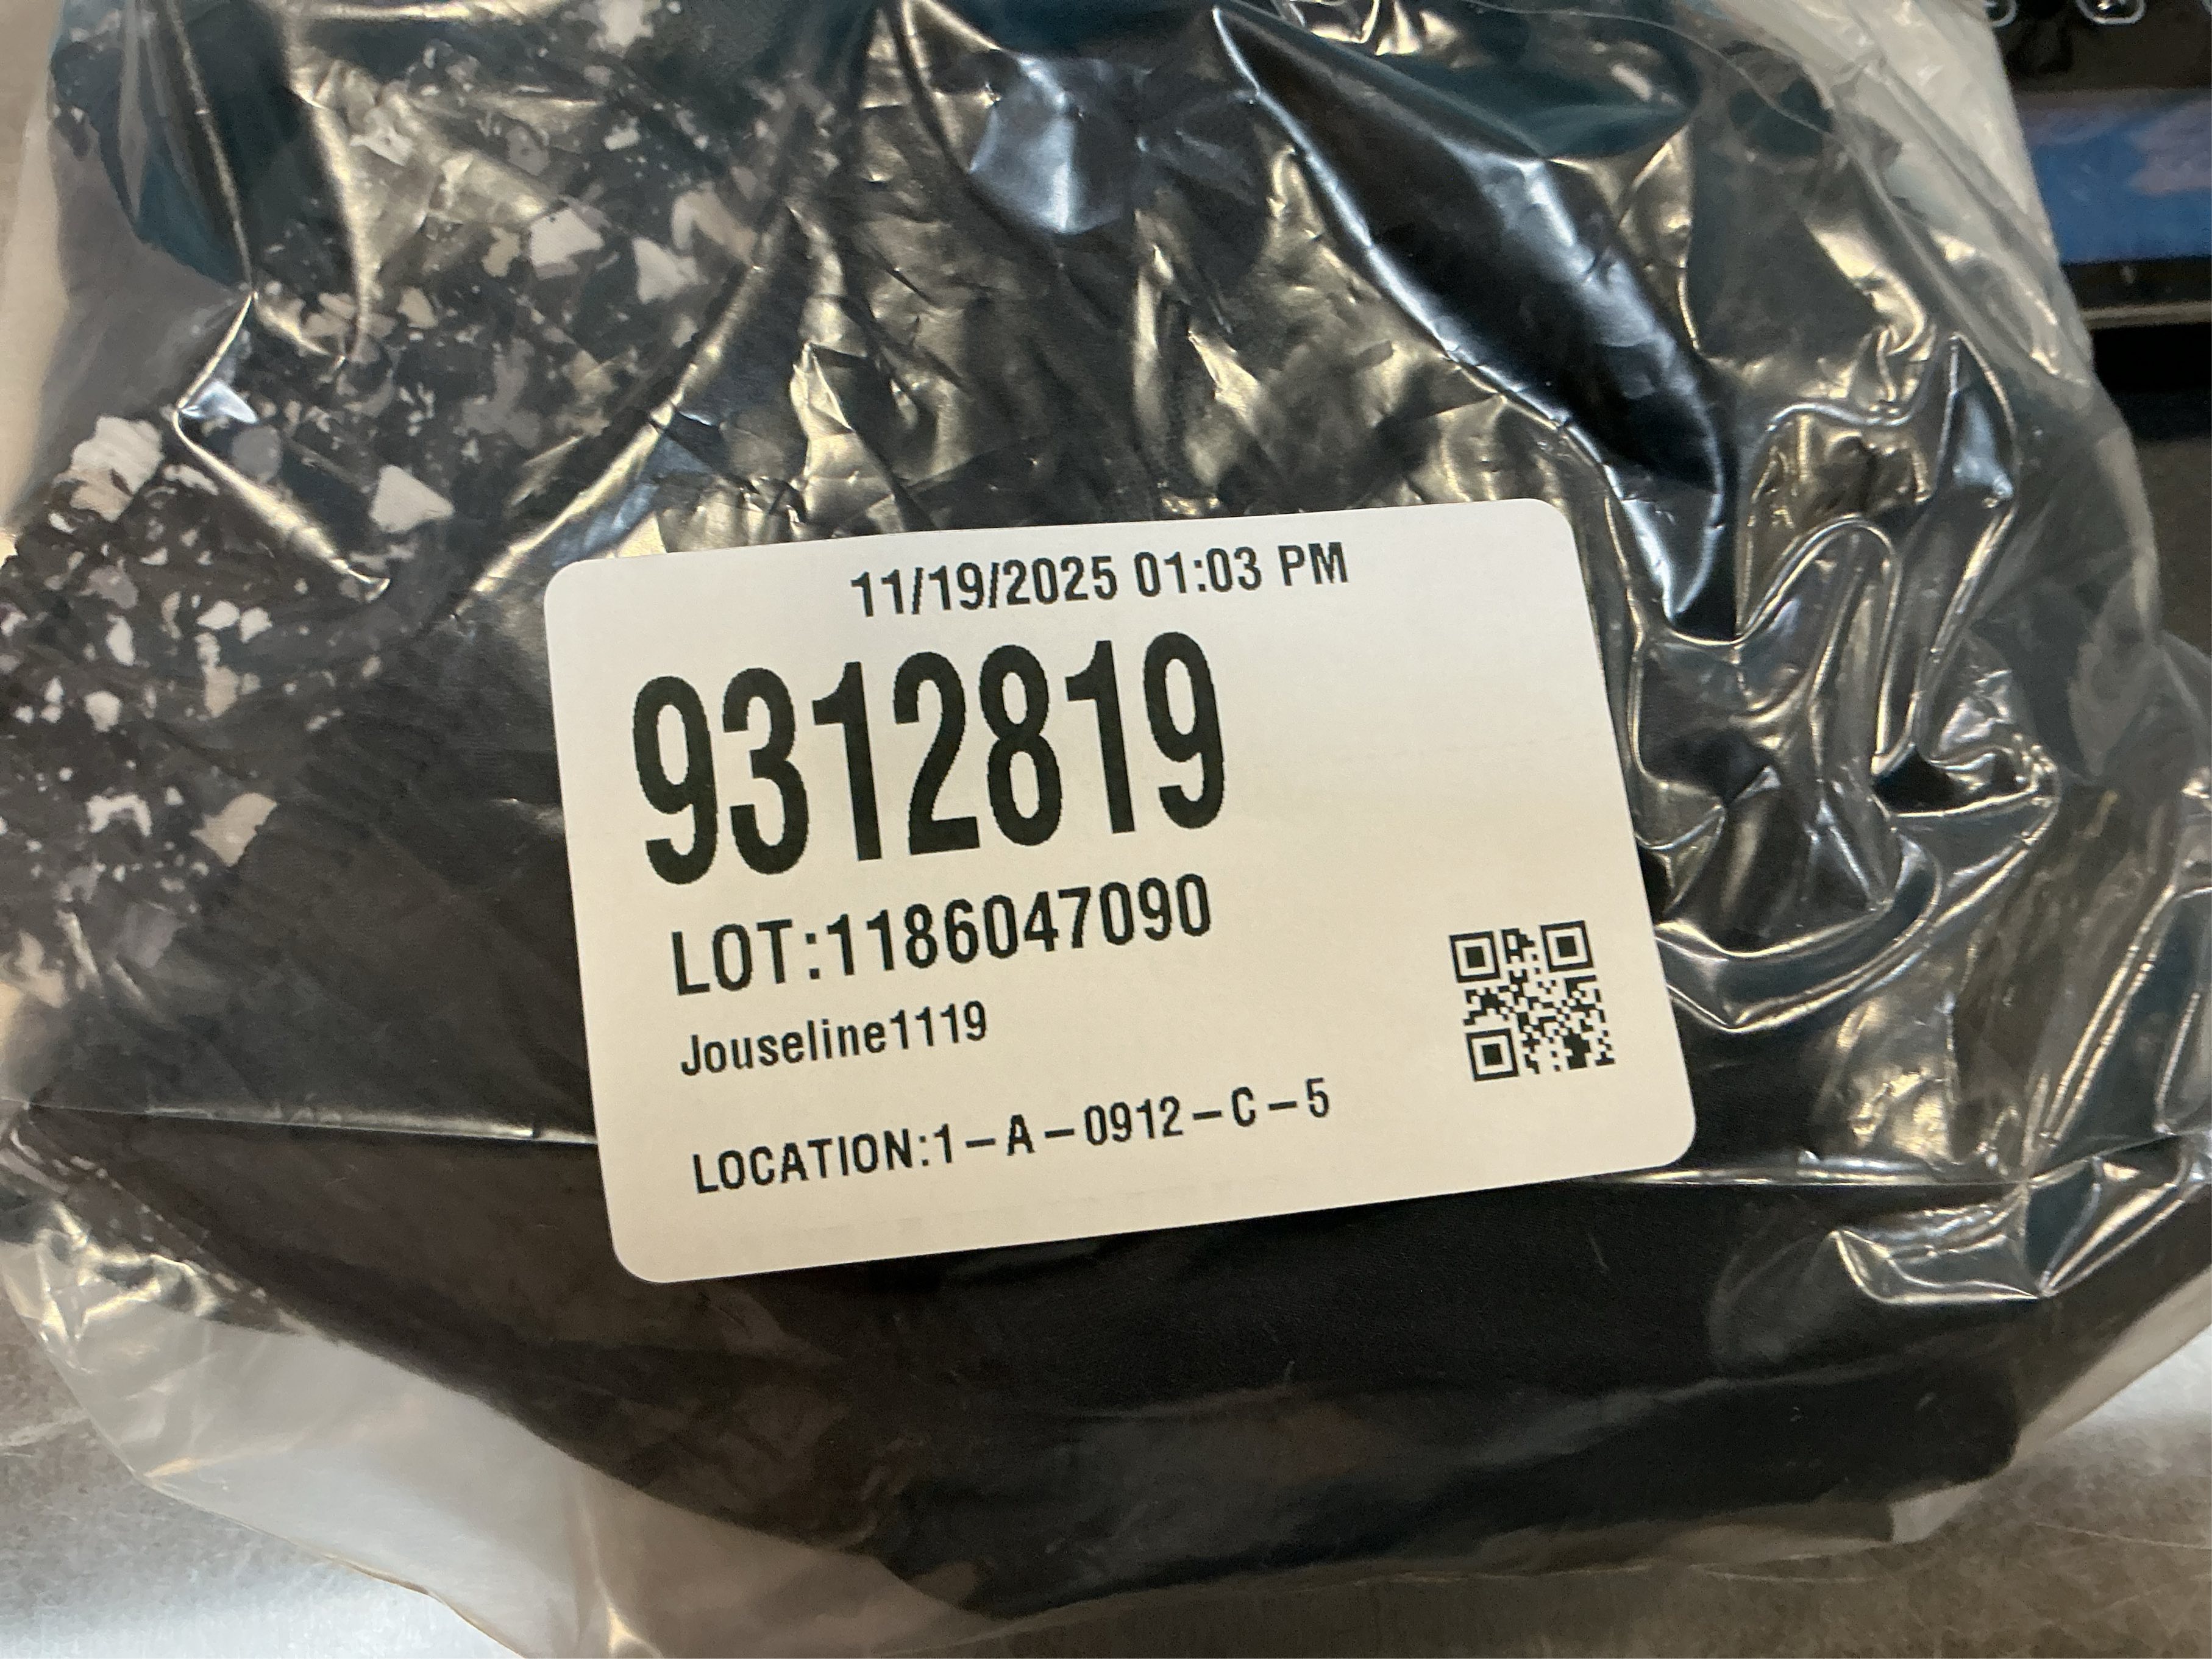 11/19/2025 01:03 PM
9312819
LOT:1186047090
Jouseline1119
LOCATION:1-A-0912-C-5